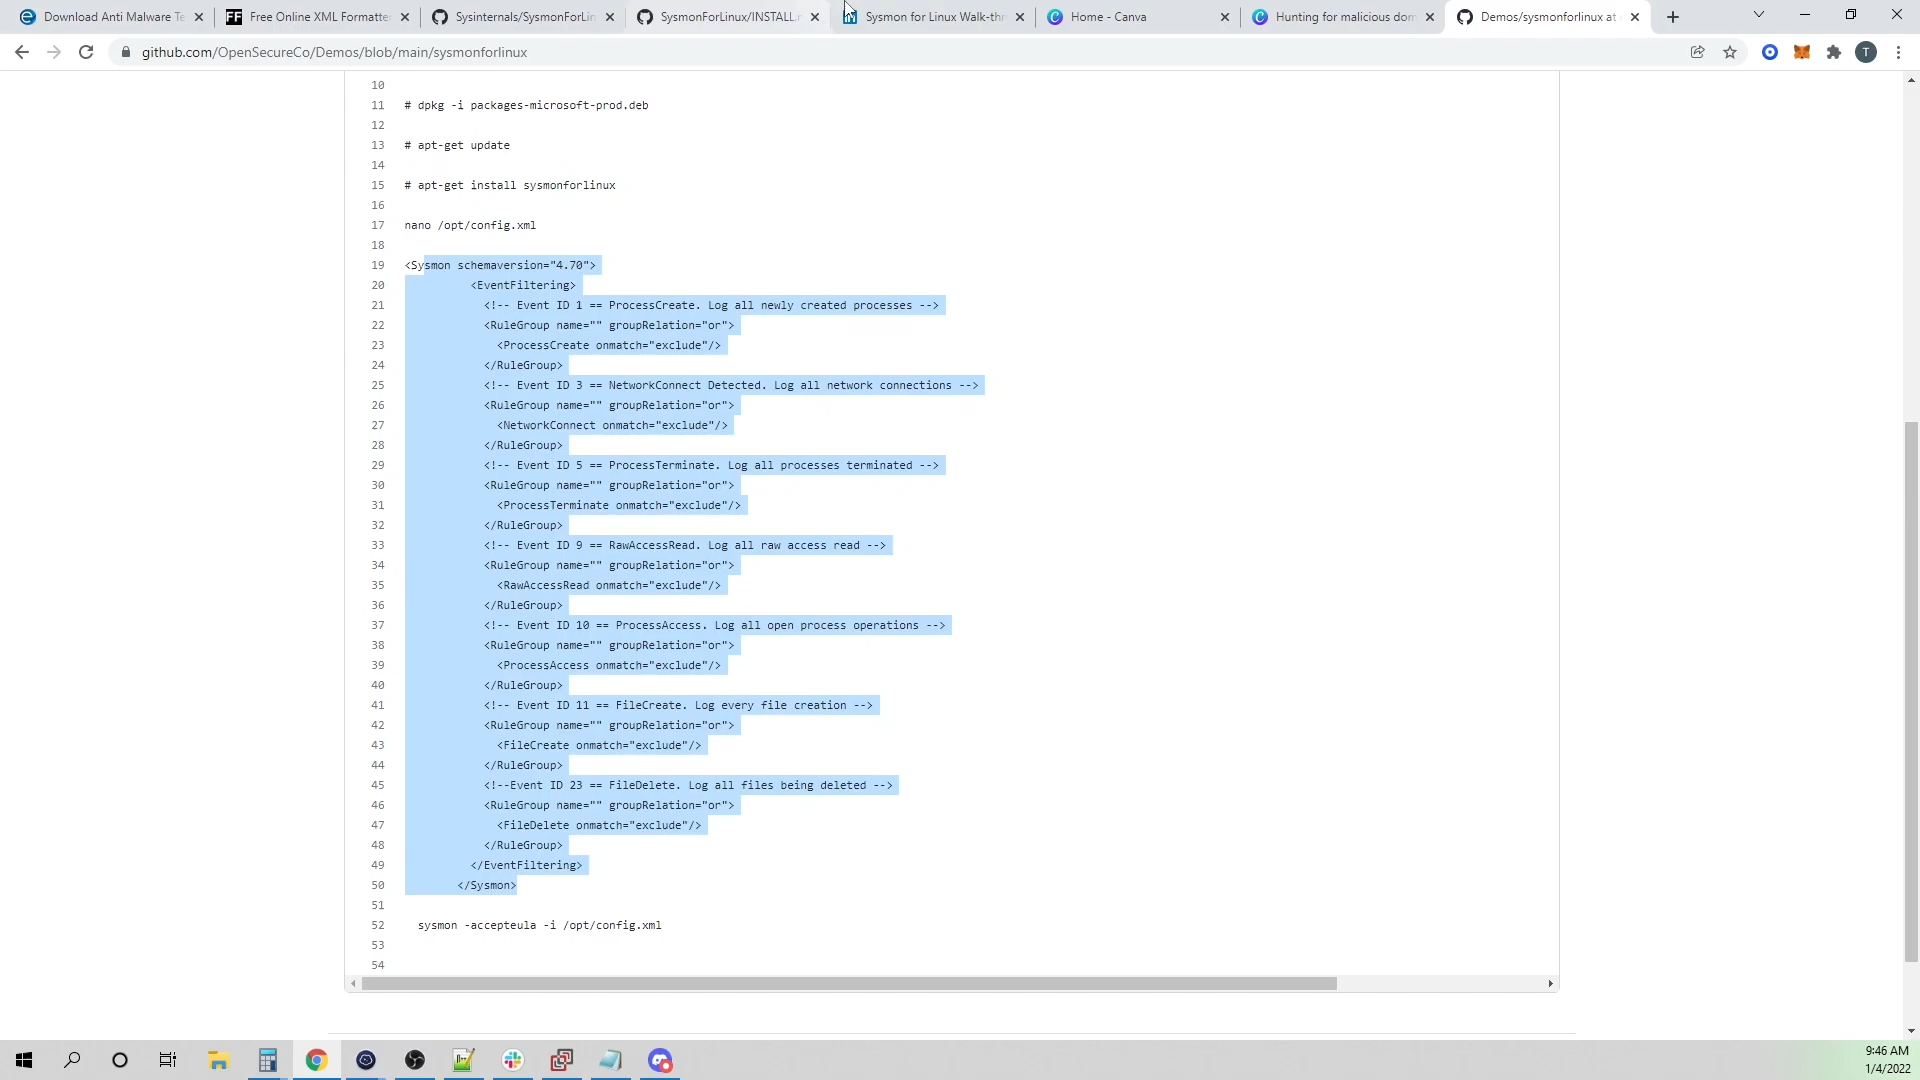 Download Anti Malware Te
Free Online XML Formatter
Sysinternals/SysmonForLin
SysmonForLinux/INSTALL.m
Sysmon for Linux Walk-thr
Home - Canva
Hunting for malicious dom
Demos/sysmonforlinux at
github.com/OpenSecureCo/Demos/blob/main/sysmonforlinux
T
10
11 # dpkg -i packages-microsoft-prod.deb
12
13 # apt-get update
14
15 # apt-get install sysmonforlinux
16
17 nano /opt/config.xml
18
19 <Sysmon schemaversion="4.70">
20 <EventFiltering>
21 <!-- Event ID 1 == ProcessCreate. Log all newly created processes -->
22 <RuleGroup name="" groupRelation="or">
23 <ProcessCreate onmatch="exclude"/>
24 </RuleGroup>
25 <!-- Event ID 3 == NetworkConnect Detected. Log all network connections -->
26 <RuleGroup name="" groupRelation="or">
27 <NetworkConnect onmatch="exclude"/>
28 </RuleGroup>
29 <!-- Event ID 5 == ProcessTerminate. Log all processes terminated -->
30 <RuleGroup name="" groupRelation="or">
31 <ProcessTerminate onmatch="exclude"/>
32 </RuleGroup>
33 <!-- Event ID 9 == RawAccessRead. Log all raw access read -->
34 <RuleGroup name="" groupRelation="or">
35 <RawAccessRead onmatch="exclude"/>
36 </RuleGroup>
37 <!-- Event ID 10 == ProcessAccess. Log all open process operations -->
38 <RuleGroup name="" groupRelation="or">
39 <ProcessAccess onmatch="exclude"/>
40 </RuleGroup>
41 <!-- Event ID 11 == FileCreate. Log every file creation -->
42 <RuleGroup name="" groupRelation="or">
43 <FileCreate onmatch="exclude"/>
44 </RuleGroup>
45 <!--Event ID 23 == FileDelete. Log all files being deleted -->
46 <RuleGroup name="" groupRelation="or">
47 <FileDelete onmatch="exclude"/>
48 </RuleGroup>
49 </EventFiltering>
50 </Sysmon>
51
52 sysmon -accepteula -i /opt/config.xml
53
54
9:46 AM
1/4/2022